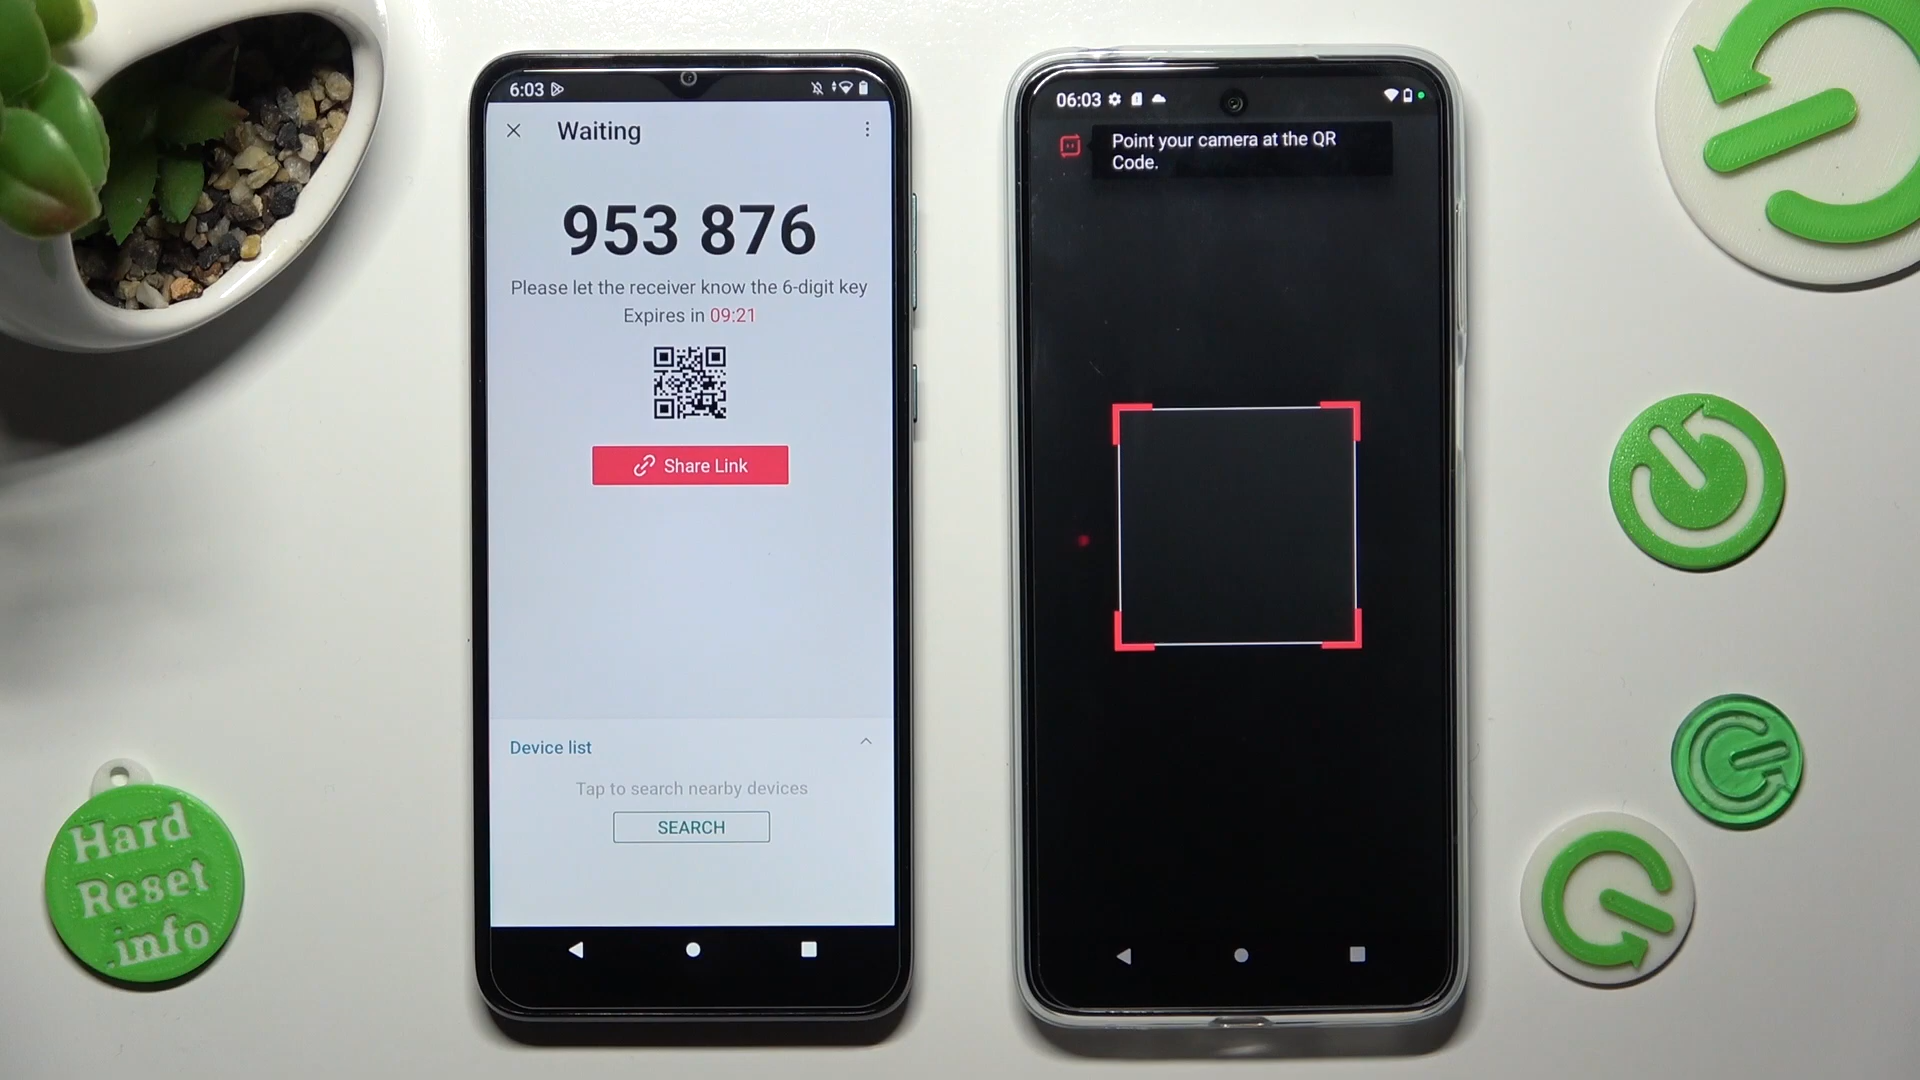 6:03
Waiting
953 876
Please let the receiver know the 6-digit key
Expires in 09:21
Share Link
Device list
Tap to search nearby devices
SEARCH
06:03
Point your camera at the QR
Code.
Hard
Reset
.info